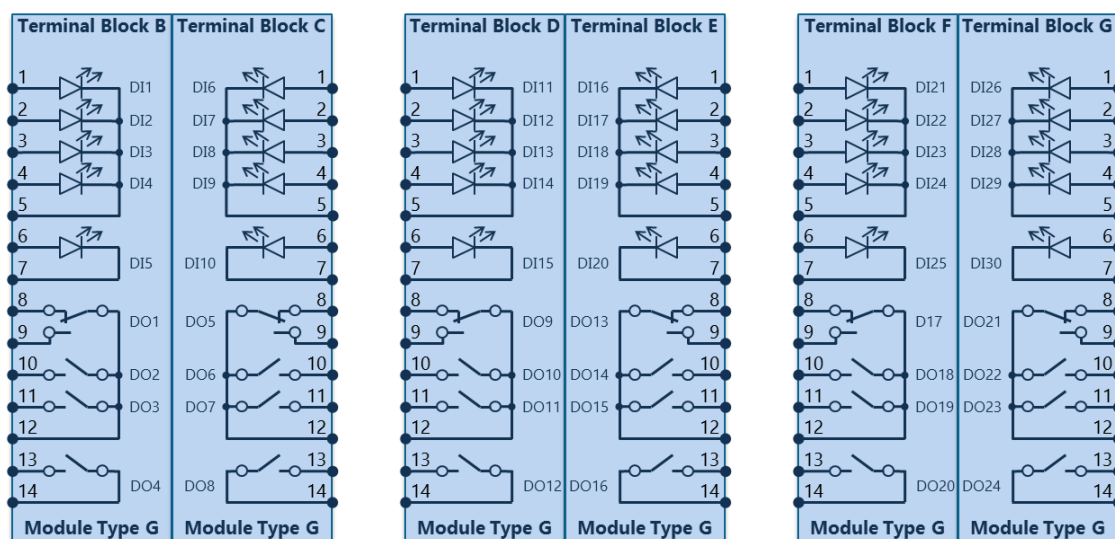 Terminal Block B Terminal Block C Terminal Block D Terminal Block E Terminal Block F Terminal Block G
1 DI1 DI6 1 1 DI11 DI16 1 1 DI21 DI26 1
2 DI2 DI7 2 2 DI12 DI17 2 2 DI22 DI27 2
3 DI3 DI8 3 3 DI13 DI18 3 3 DI23 DI28 3
4 DI4 DI9 4 4 DI14 DI19 4 4 DI24 DI29 4
5 5 5 5 5 5
6 6 6 6 6 6
DI5 DI10 DI15 DI20 DI25 DI30
7 7 7 7 7 7
8 8 8 8 8 8
DO1 DO5 DO9 DO13 D17 DO21
9 9 9 9 9 9
10 DO2 DO6 10 10 DO10 DO14 10 10 DO18 DO22 10
11 DO3 DO7 11 11 DO11 DO15 11 11 DO19 DO23 11
12 12 12 12 12 12
13 13 13 13 13 13
DO4 DO8 DO12 DO16 DO20 DO24
14 14 14 14 14 14
Module Type G Module Type G Module Type G Module Type G Module Type G Module Type G